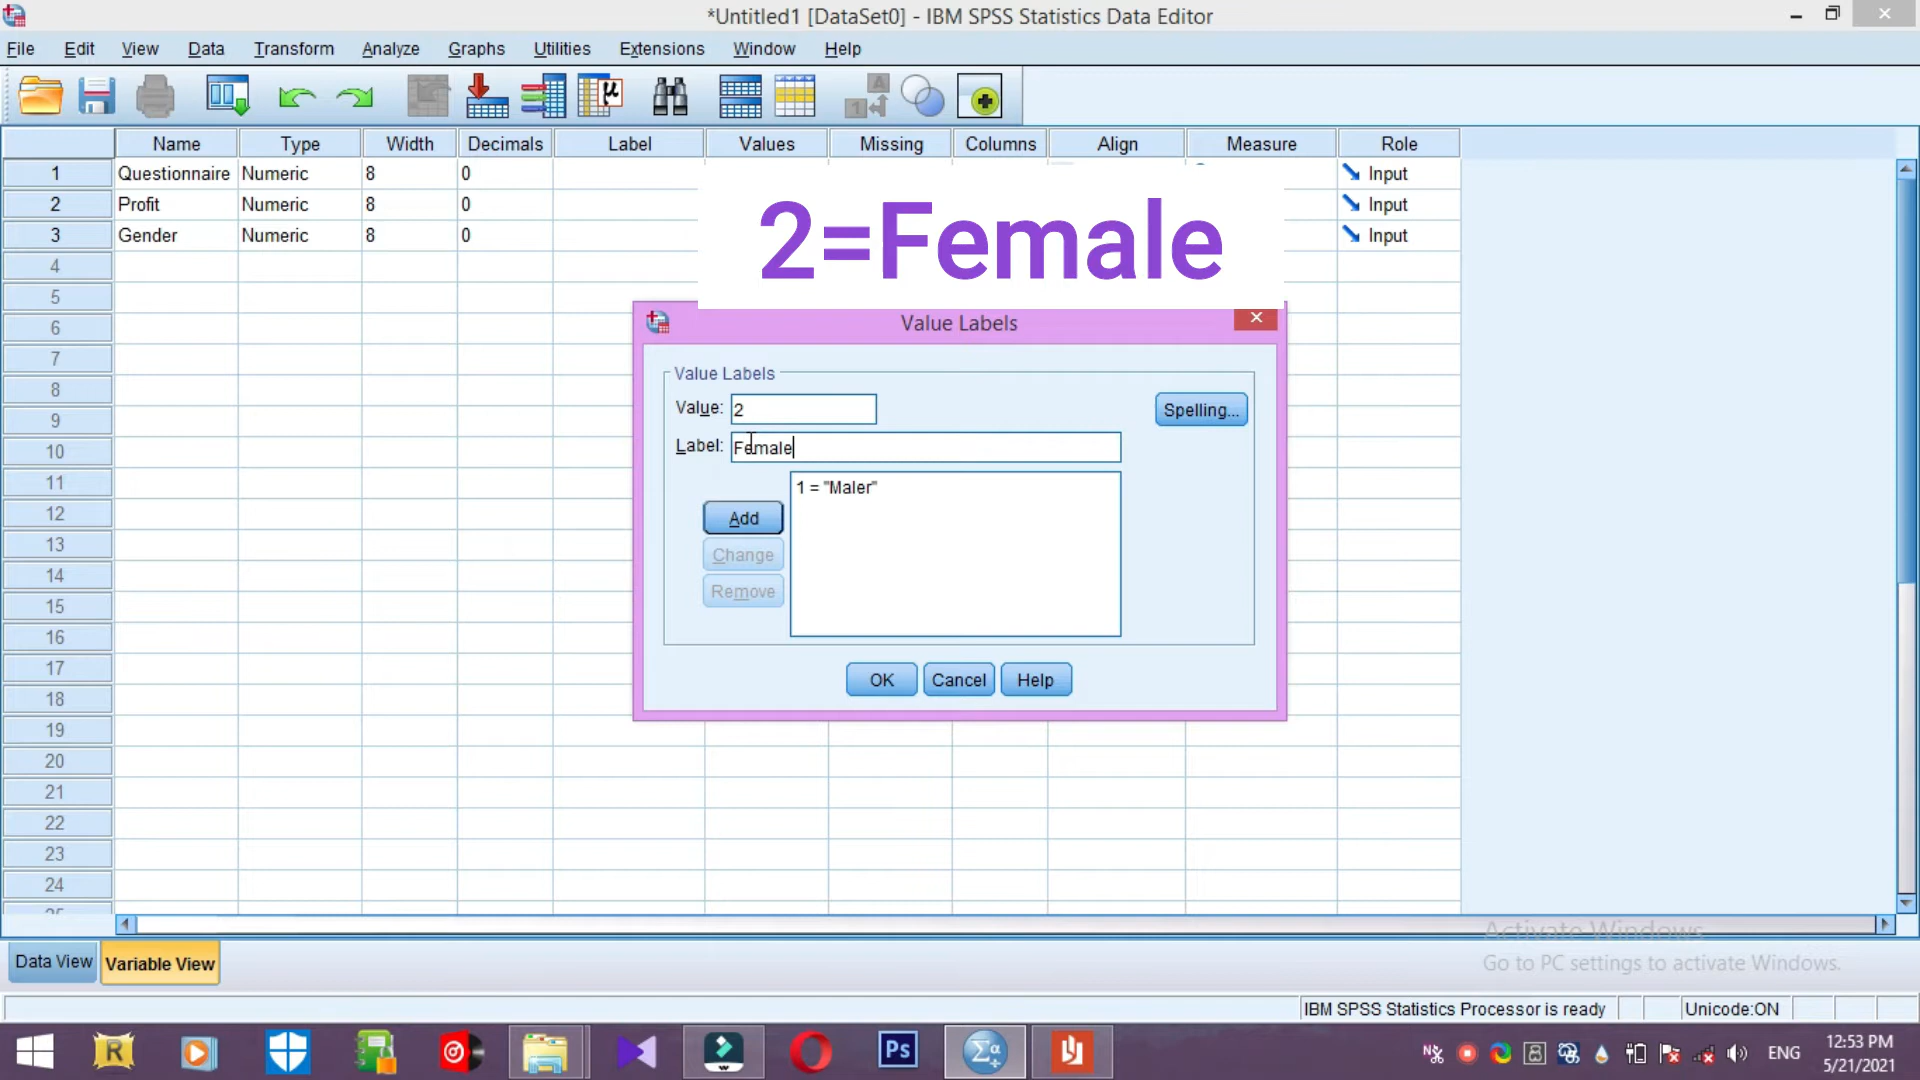 *Untitled1 [DataSet0] - IBM SPSS Statistics Data Editor
File Edit View Data Transform Analyze Graphs Utilities Extensions Window Help
Name Type Width Decimals Label Values Missing Columns Align Measure Role
1 Questionnaire Numeric 8 0 Input
2 Profit Numeric 8 0 Input
3 Gender Numeric 8 0 Input
4
5
6
7
8
9
10
11
12
13
14
15
16
17
18
19
20
21
22
23
24
2=Female
Value Labels
Value Labels
Value: 2
Spelling...
Label: Female
1 = "Maler"
Add
Change
Remove
OK Cancel Help
Activate Windows
Go to PC settings to activate Windows.
Data View Variable View
IBM SPSS Statistics Processor is ready Unicode:ON
R
Ps
Σα
ENG
12:53 PM
5/21/2021